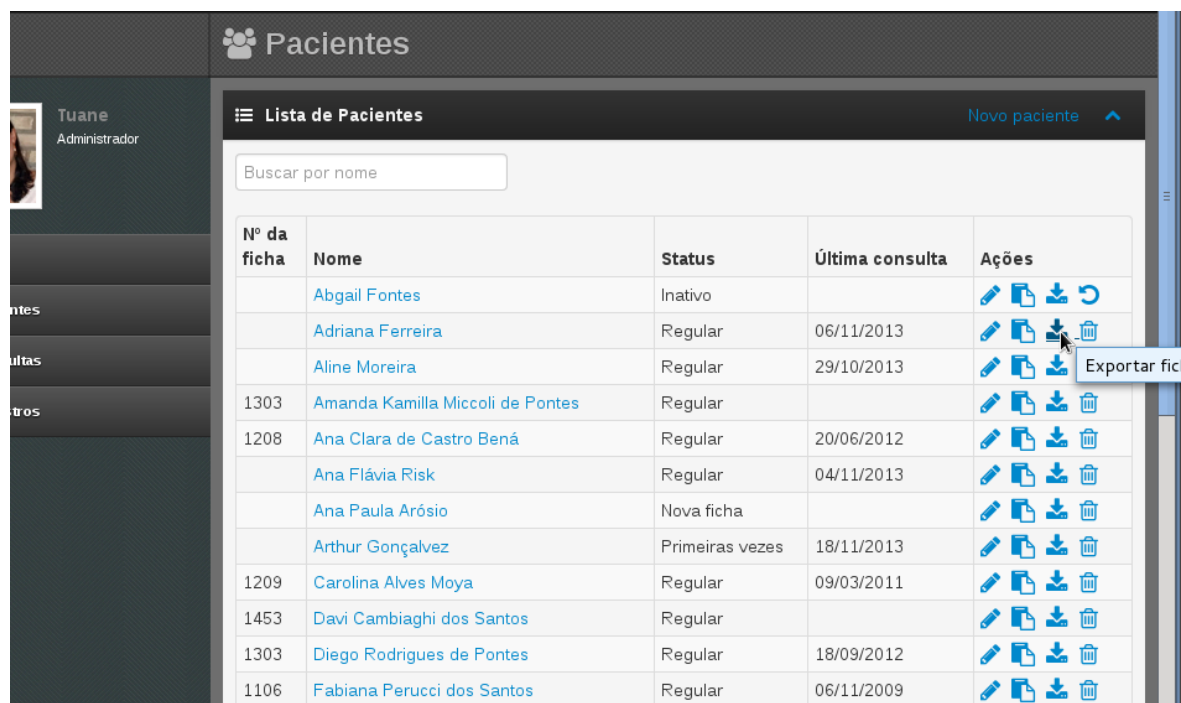 Pacientes
Tuane
Administrador
Lista de Pacientes Novo paciente
Buscar por nome
Nº da ficha Nome Status Última consulta Ações
Abgail Fontes Inativo
Adriana Ferreira Regular 06/11/2013
Aline Moreira Regular 29/10/2013
Exportar fic
1303 Amanda Kamilla Miccoli de Pontes Regular
1208 Ana Clara de Castro Bená Regular 20/06/2012
Ana Flávia Risk Regular 04/11/2013
Ana Paula Arósio Nova ficha
Arthur Gonçalvez Primeiras vezes 18/11/2013
1209 Carolina Alves Moya Regular 09/03/2011
1453 Davi Cambiaghi dos Santos Regular
1303 Diego Rodrigues de Pontes Regular 18/09/2012
1106 Fabiana Perucci dos Santos Regular 06/11/2009
ntes
ultas
stros